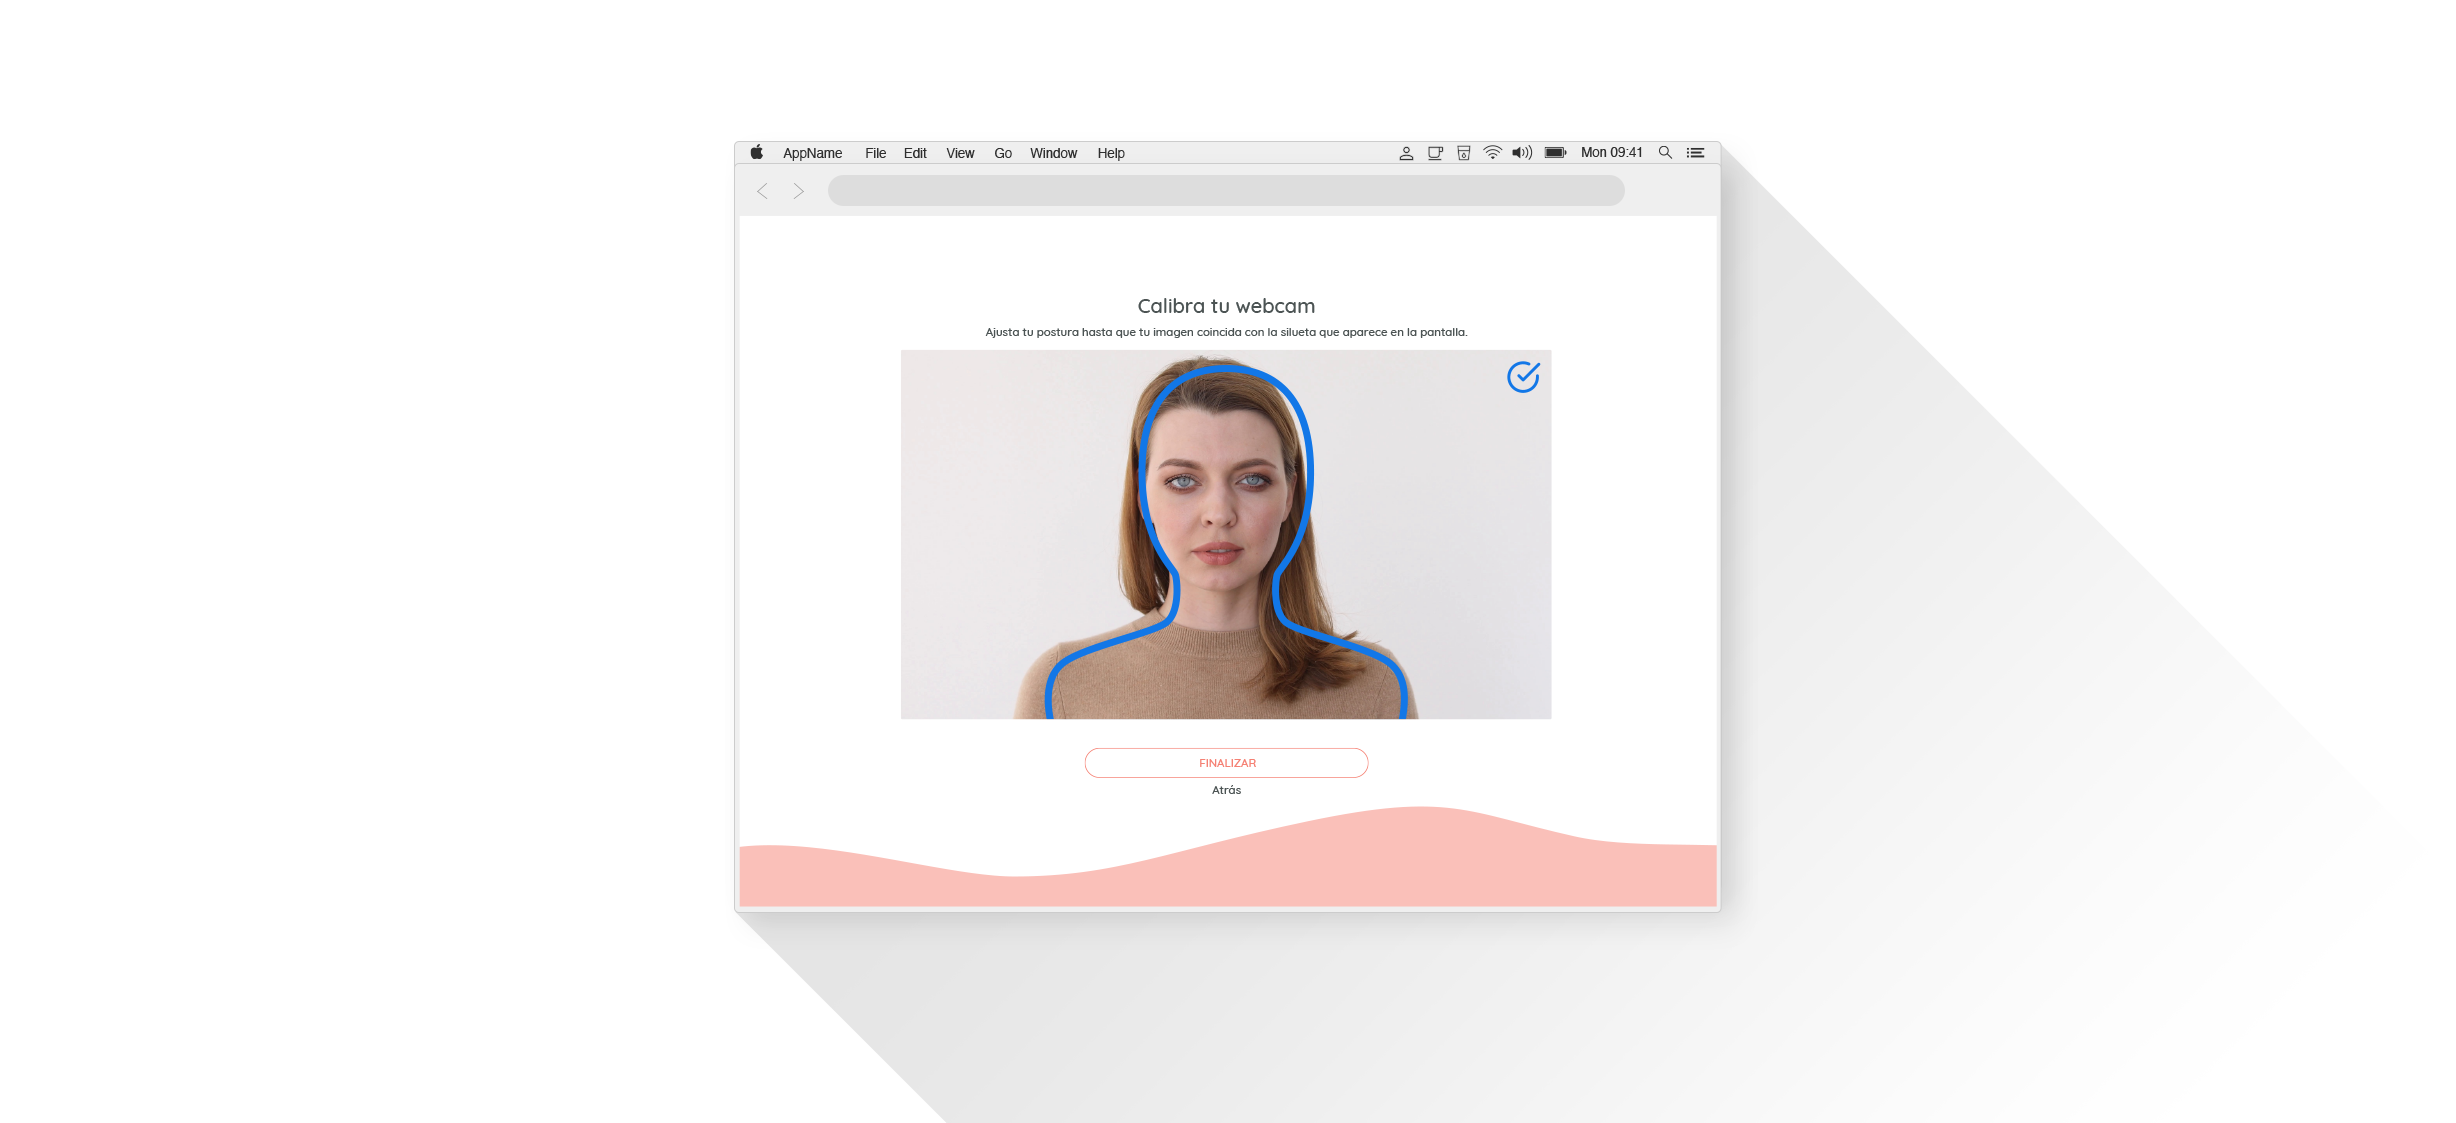 AppName File Edit View Go Window Help Mon 09:41
Calibra tu webcam
Ajusta tu postura hasta que tu imagen coincida con la silueta que aparece en la pantalla.
FINALIZAR
Atrás